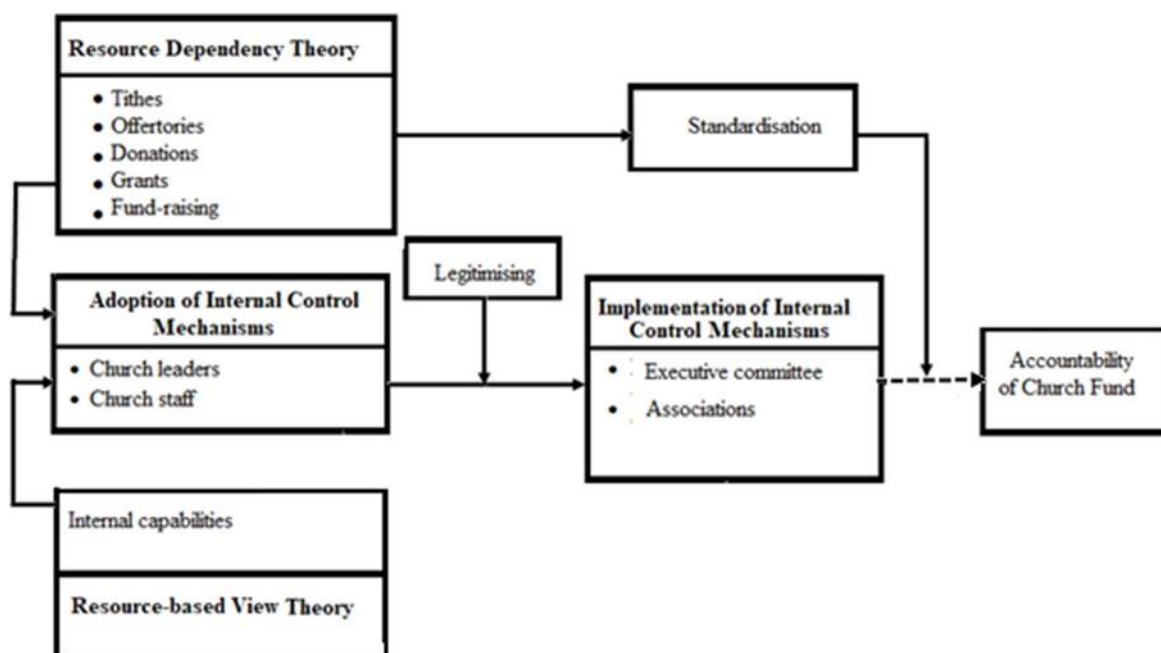 Resource Dependency Theory
• Tithes
• Offertories
• Donations
• Grants
• Fund-raising
Standardisation
Legitimising
Adoption of Internal Control
Mechanisms
• Church leaders
• Church staff
Implementation of Internal
Control Mechanisms
• Executive committee
• Associations
Accountability
of Church Fund
Internal capabilities
Resource-based View Theory